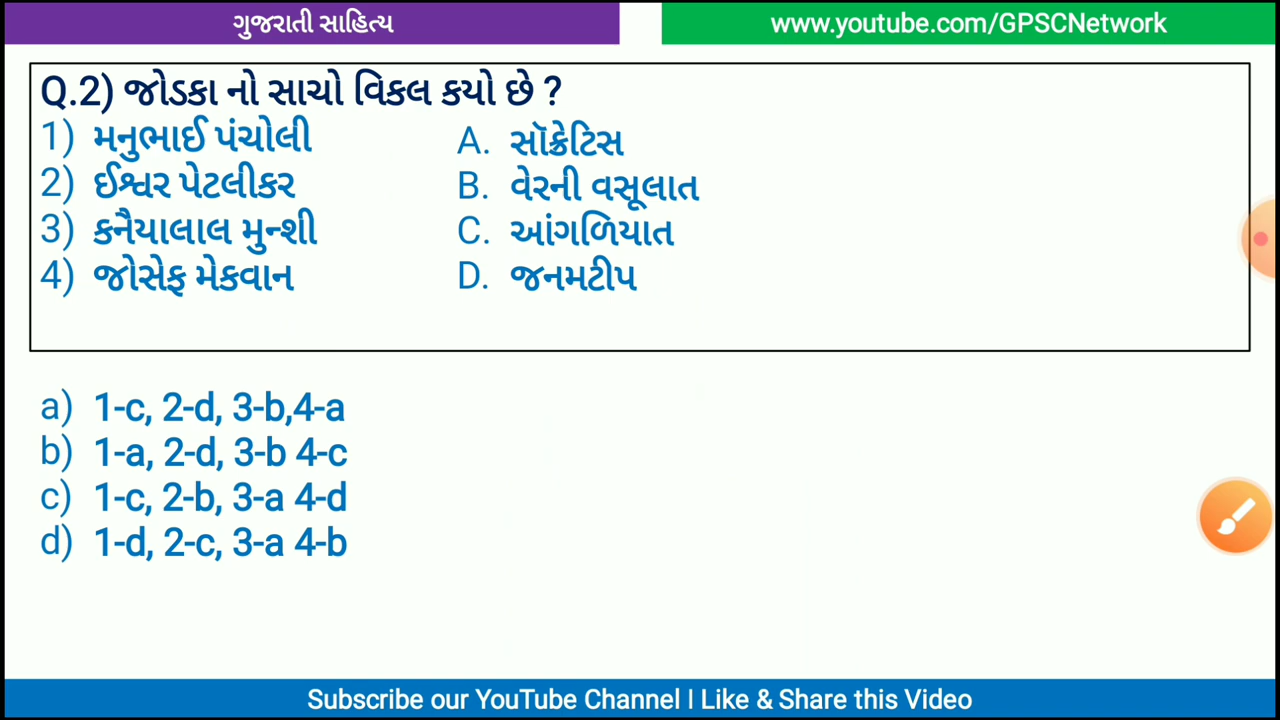 ગુજરાતી સાહિત્ય
www.youtube.com/GPSCNetwork
Q.2) જોડકા નો સાચો વિકલ કયો છે ?
1) મનુભાઈ પંચોલી A. સૉક્રેટિસ
2) ઈશ્વર પેટલીકર B. વેરની વસૂલાત
3) કનૈયાલાલ મુન્શી C. આંગળિયાત
4) જોસેફ મેકવાન D. જનમટીપ
a) 1-c, 2-d, 3-b,4-a
b) 1-a, 2-d, 3-b 4-c
c) 1-c, 2-b, 3-a 4-d
d) 1-d, 2-c, 3-a 4-b
Subscribe our YouTube Channel l Like & Share this Video